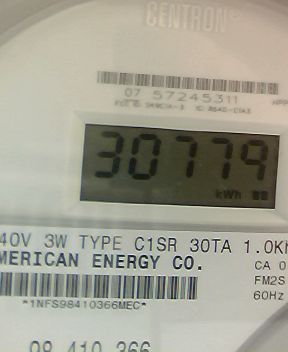 CENTRON®
07 57245311
30779
kWh
40V 3W TYPE C1SR 30TA 1.0K
MERICAN ENERGY CO.
CA 0
FM2S
60Hz
*1NFS98410366MEC*
98 410 366